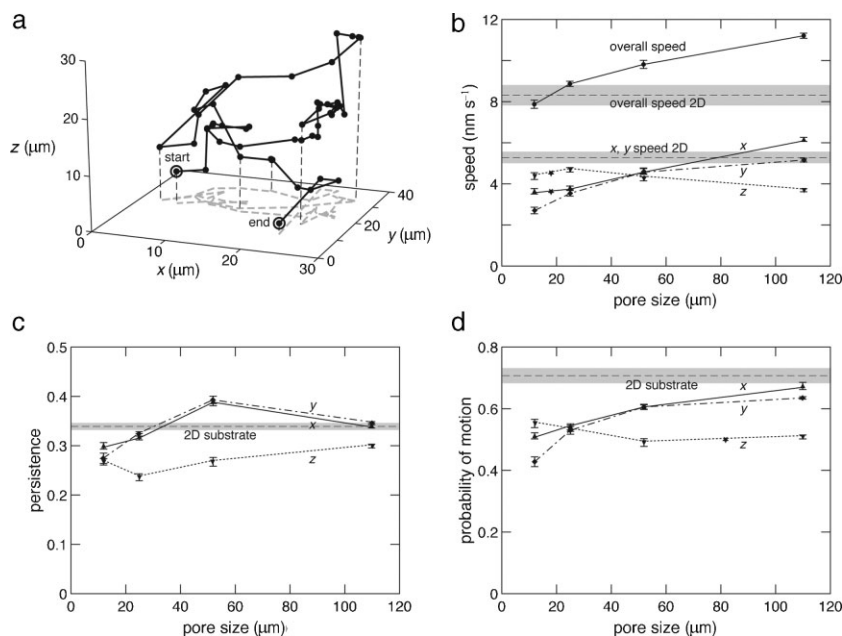 a
30
20
z (μm)
10
0
start
end
0
10
20
30
x (μm)
0
20
40
y (μm)
b
12
8
4
0
speed (nm s⁻¹)
overall speed
overall speed 2D
x, y speed 2D
x
y
z
0 20 40 60 80 100 120
pore size (μm)
c
0.5
0.4
0.3
0.2
0.1
0
persistence
y
x
2D substrate
z
0 20 40 60 80 100 120
pore size (μm)
d
0.8
0.6
0.4
0.2
0
probability of motion
2D substrate
x
y
z
0 20 40 60 80 100 120
pore size (μm)